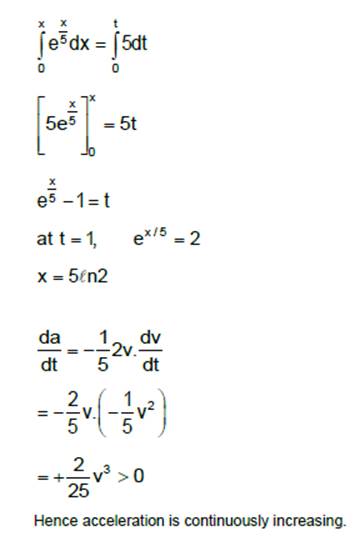 ∫₀ˣ e^(x/5) dx = ∫₀ᵗ 5dt
[5e^(x/5)]₀ˣ = 5t
e^(x/5) – 1 = t
at t = 1, e^(x/5) = 2
x = 5ℓn2
da/dt = –(1/5)2v.(dv/dt)
= –(2/5)v.(–(1/5)v²)
= +(2/25)v³ > 0
Hence acceleration is continuously increasing.